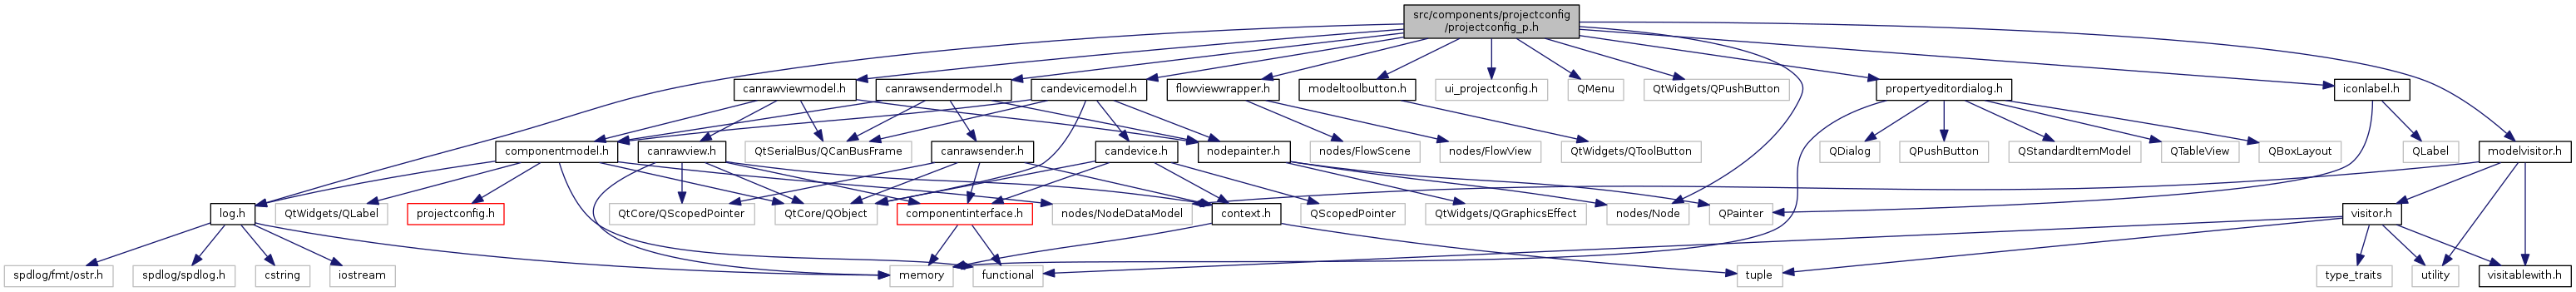 src/components/projectconfig
/projectconfig_p.h
canrawviewmodel.h
canrawsendermodel.h
candevicemodel.h
flowviewwrapper.h
modeltoolbutton.h
ui_projectconfig.h
QMenu
QtWidgets/QPushButton
propertyeditordialog.h
iconlabel.h
componentmodel.h
canrawview.h
QtSerialBus/QCanBusFrame
canrawsender.h
candevice.h
nodepainter.h
nodes/FlowScene
nodes/FlowView
QtWidgets/QToolButton
QDialog
QPushButton
QStandardItemModel
QTableView
QBoxLayout
QLabel
modelvisitor.h
log.h
QtWidgets/QLabel
projectconfig.h
QtCore/QScopedPointer
QtCore/QObject
componentinterface.h
nodes/NodeDataModel
context.h
QScopedPointer
QtWidgets/QGraphicsEffect
nodes/Node
QPainter
visitor.h
spdlog/fmt/ostr.h
spdlog/spdlog.h
cstring
iostream
memory
functional
tuple
type_traits
utility
visitablewith.h